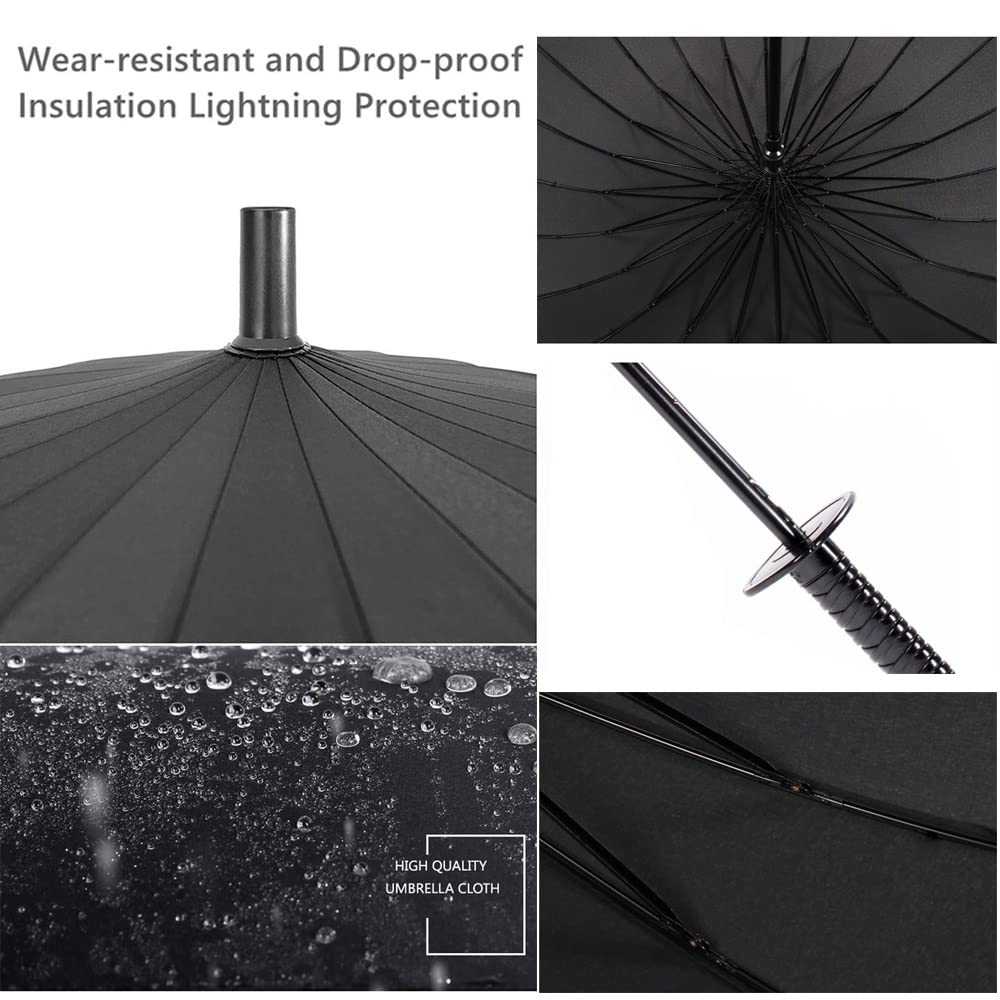 Wear-resistant and Drop-proof
Insulation Lightning Protection
HIGH QUALITY
UMBRELLA CLOTH